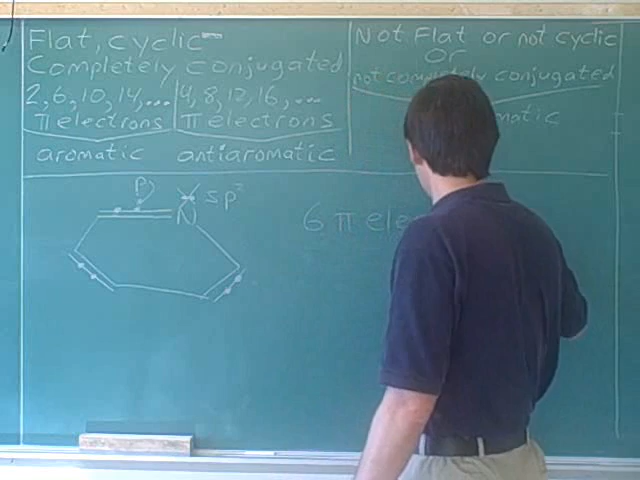 Flat, cyclic
Completely conjugated
2, 6, 10, 14, ... 4, 8, 12, 16, ...
π electrons π electrons
aromatic antiaromatic
Not Flat or not cyclic
or
not completely conjugated
matic
P
N sp²
6 π ele